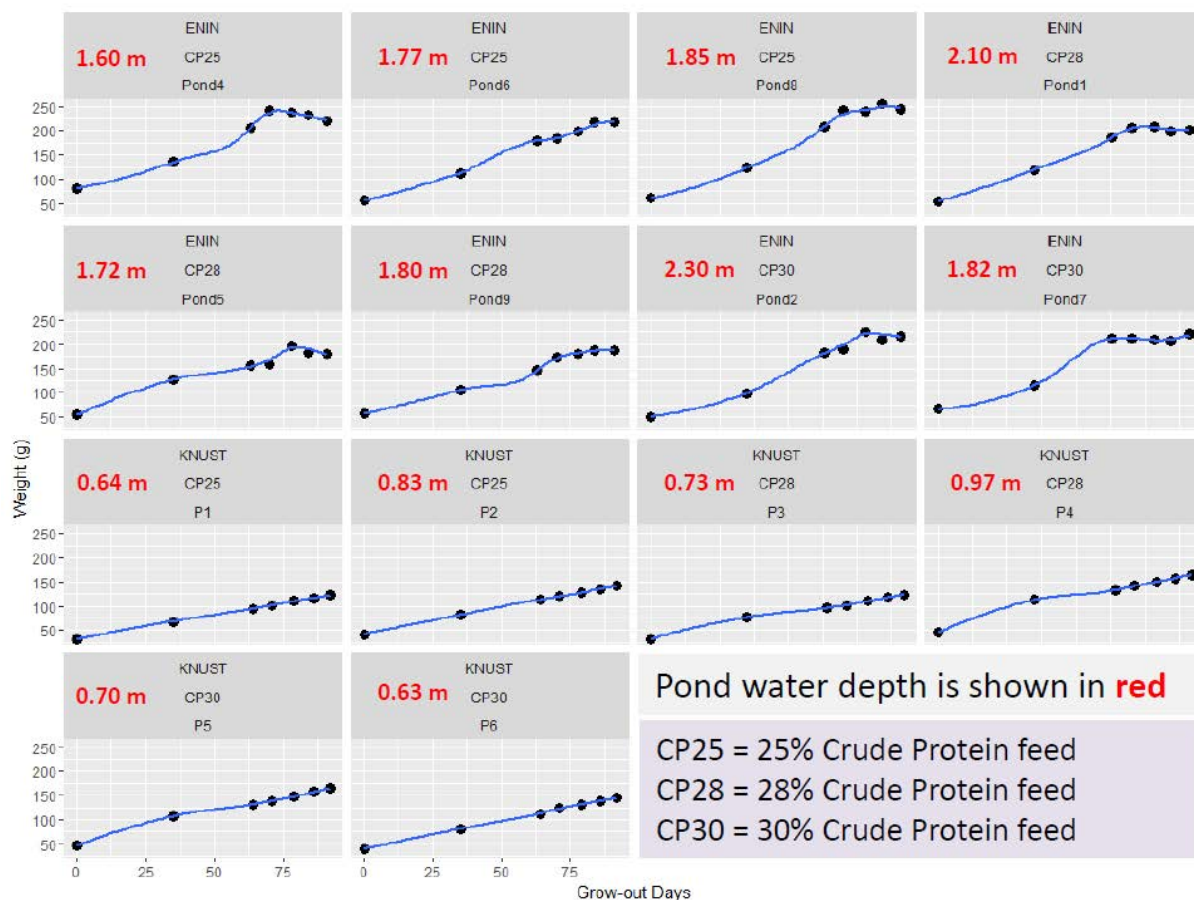 ENIN
1.60 m CP25
Pond4
ENIN
1.77 m CP25
Pond6
ENIN
1.85 m CP25
Pond8
ENIN
2.10 m CP28
Pond1
250
200
150
100
50
ENIN
1.72 m CP28
Pond5
ENIN
1.80 m CP28
Pond9
ENIN
2.30 m CP30
Pond2
ENIN
1.82 m CP30
Pond7
250
200
150
100
50
Weight (g)
KNUST
0.64 m CP25
P1
KNUST
0.83 m CP25
P2
KNUST
0.73 m CP28
P3
KNUST
0.97 m CP28
P4
250
200
150
100
50
KNUST
0.70 m CP30
P5
KNUST
0.63 m CP30
P6
250
200
150
100
50
0 25 50 75
0 25 50 75
Grow-out Days
Pond water depth is shown in red
CP25 = 25% Crude Protein feed
CP28 = 28% Crude Protein feed
CP30 = 30% Crude Protein feed